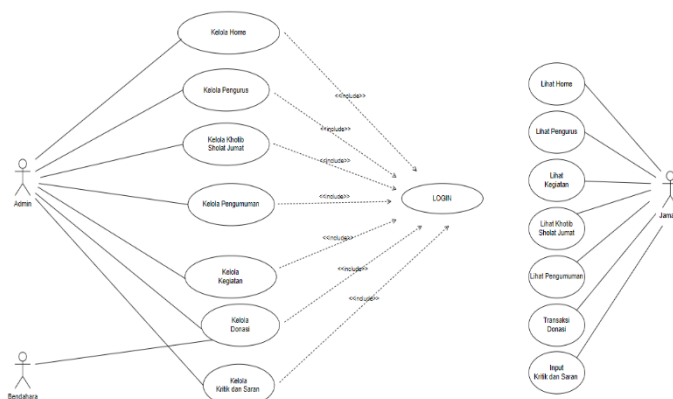 Kelola Home
<<include>>
Kelola Pengurus
<<include>>
Kelola Khotib
Sholat Jumat
<<include>>
Admin
Kelola Pengumuman
<<include>>
LOGIN
Kelola
Kegiatan
<<include>>
Kelola
Donasi
<<include>>
Bendahara
Kelola
Kritik dan Saran
<<include>>
Lihat Home
Lihat Pengurus
Lihat
Kegiatan
Lihat Khotib
Sholat Jumat
Lihat Pengumuman
Transaksi
Donasi
Input
Kritik dan Saran